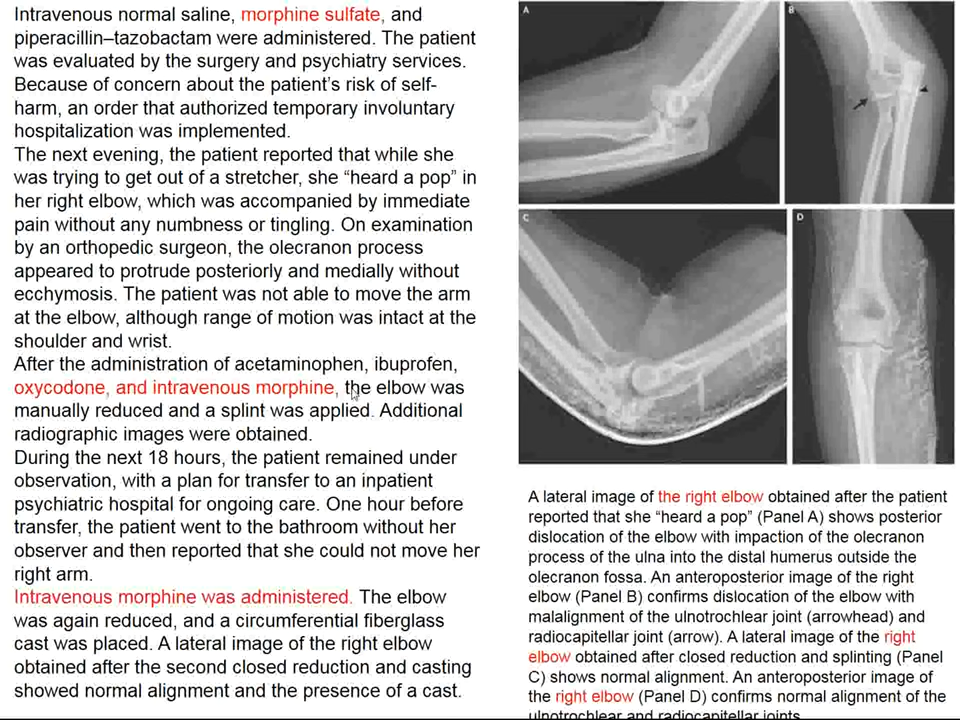 Intravenous normal saline, morphine sulfate, and
piperacillin–tazobactam were administered. The patient
was evaluated by the surgery and psychiatry services.
Because of concern about the patient’s risk of self-
harm, an order that authorized temporary involuntary
hospitalization was implemented.
The next evening, the patient reported that while she
was trying to get out of a stretcher, she “heard a pop” in
her right elbow, which was accompanied by immediate
pain without any numbness or tingling. On examination
by an orthopedic surgeon, the olecranon process
appeared to protrude posteriorly and medially without
ecchymosis. The patient was not able to move the arm
at the elbow, although range of motion was intact at the
shoulder and wrist.
After the administration of acetaminophen, ibuprofen,
oxycodone, and intravenous morphine, the elbow was
manually reduced and a splint was applied. Additional
radiographic images were obtained.
During the next 18 hours, the patient remained under
observation, with a plan for transfer to an inpatient
psychiatric hospital for ongoing care. One hour before
transfer, the patient went to the bathroom without her
observer and then reported that she could not move her
right arm.
Intravenous morphine was administered. The elbow
was again reduced, and a circumferential fiberglass
cast was placed. A lateral image of the right elbow
obtained after the second closed reduction and casting
showed normal alignment and the presence of a cast.
A
B
C
D
A lateral image of the right elbow obtained after the patient
reported that she “heard a pop” (Panel A) shows posterior
dislocation of the elbow with impaction of the olecranon
process of the ulna into the distal humerus outside the
olecranon fossa. An anteroposterior image of the right
elbow (Panel B) confirms dislocation of the elbow with
malalignment of the ulnotrochlear joint (arrowhead) and
radiocapitellar joint (arrow). A lateral image of the right
elbow obtained after closed reduction and splinting (Panel
C) shows normal alignment. An anteroposterior image of
the right elbow (Panel D) confirms normal alignment of the
ulnotrochlear and radiocapitellar joints